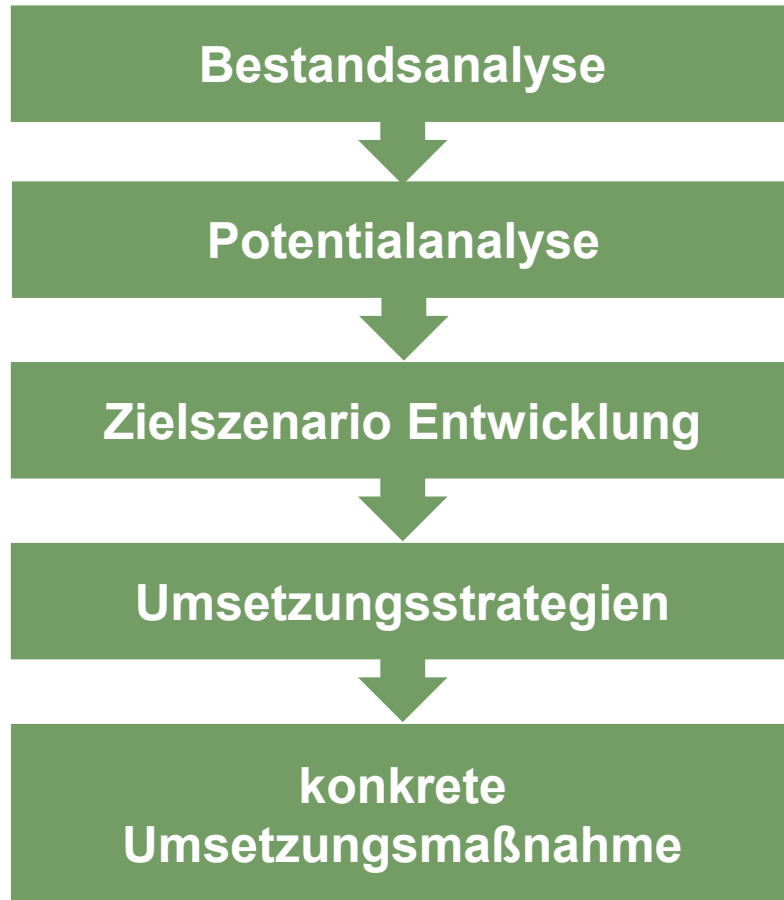 Bestandsanalyse
Potentialanalyse
Zielszenario Entwicklung
Umsetzungsstrategien
konkrete
Umsetzungsmaßnahme